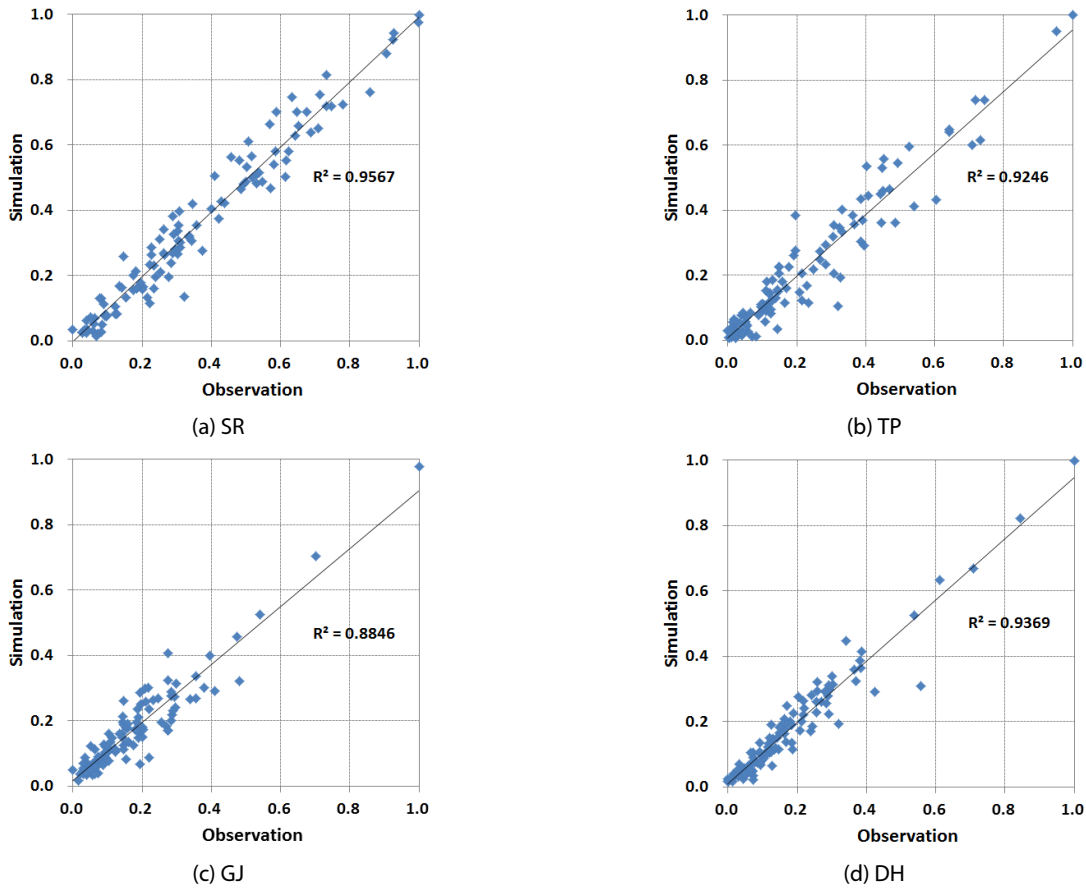 1.0
0.8
0.6
0.4
0.2
0.0
Simulation
R² = 0.9567
0.0 0.2 0.4 0.6 0.8 1.0
Observation
(a) SR
1.0
0.8
0.6
0.4
0.2
0.0
Simulation
R² = 0.9246
0.0 0.2 0.4 0.6 0.8 1.0
Observation
(b) TP
1.0
0.8
0.6
0.4
0.2
0.0
Simulation
R² = 0.8846
0.0 0.2 0.4 0.6 0.8 1.0
Observation
(c) GJ
1.0
0.8
0.6
0.4
0.2
0.0
Simulation
R² = 0.9369
0.0 0.2 0.4 0.6 0.8 1.0
Observation
(d) DH